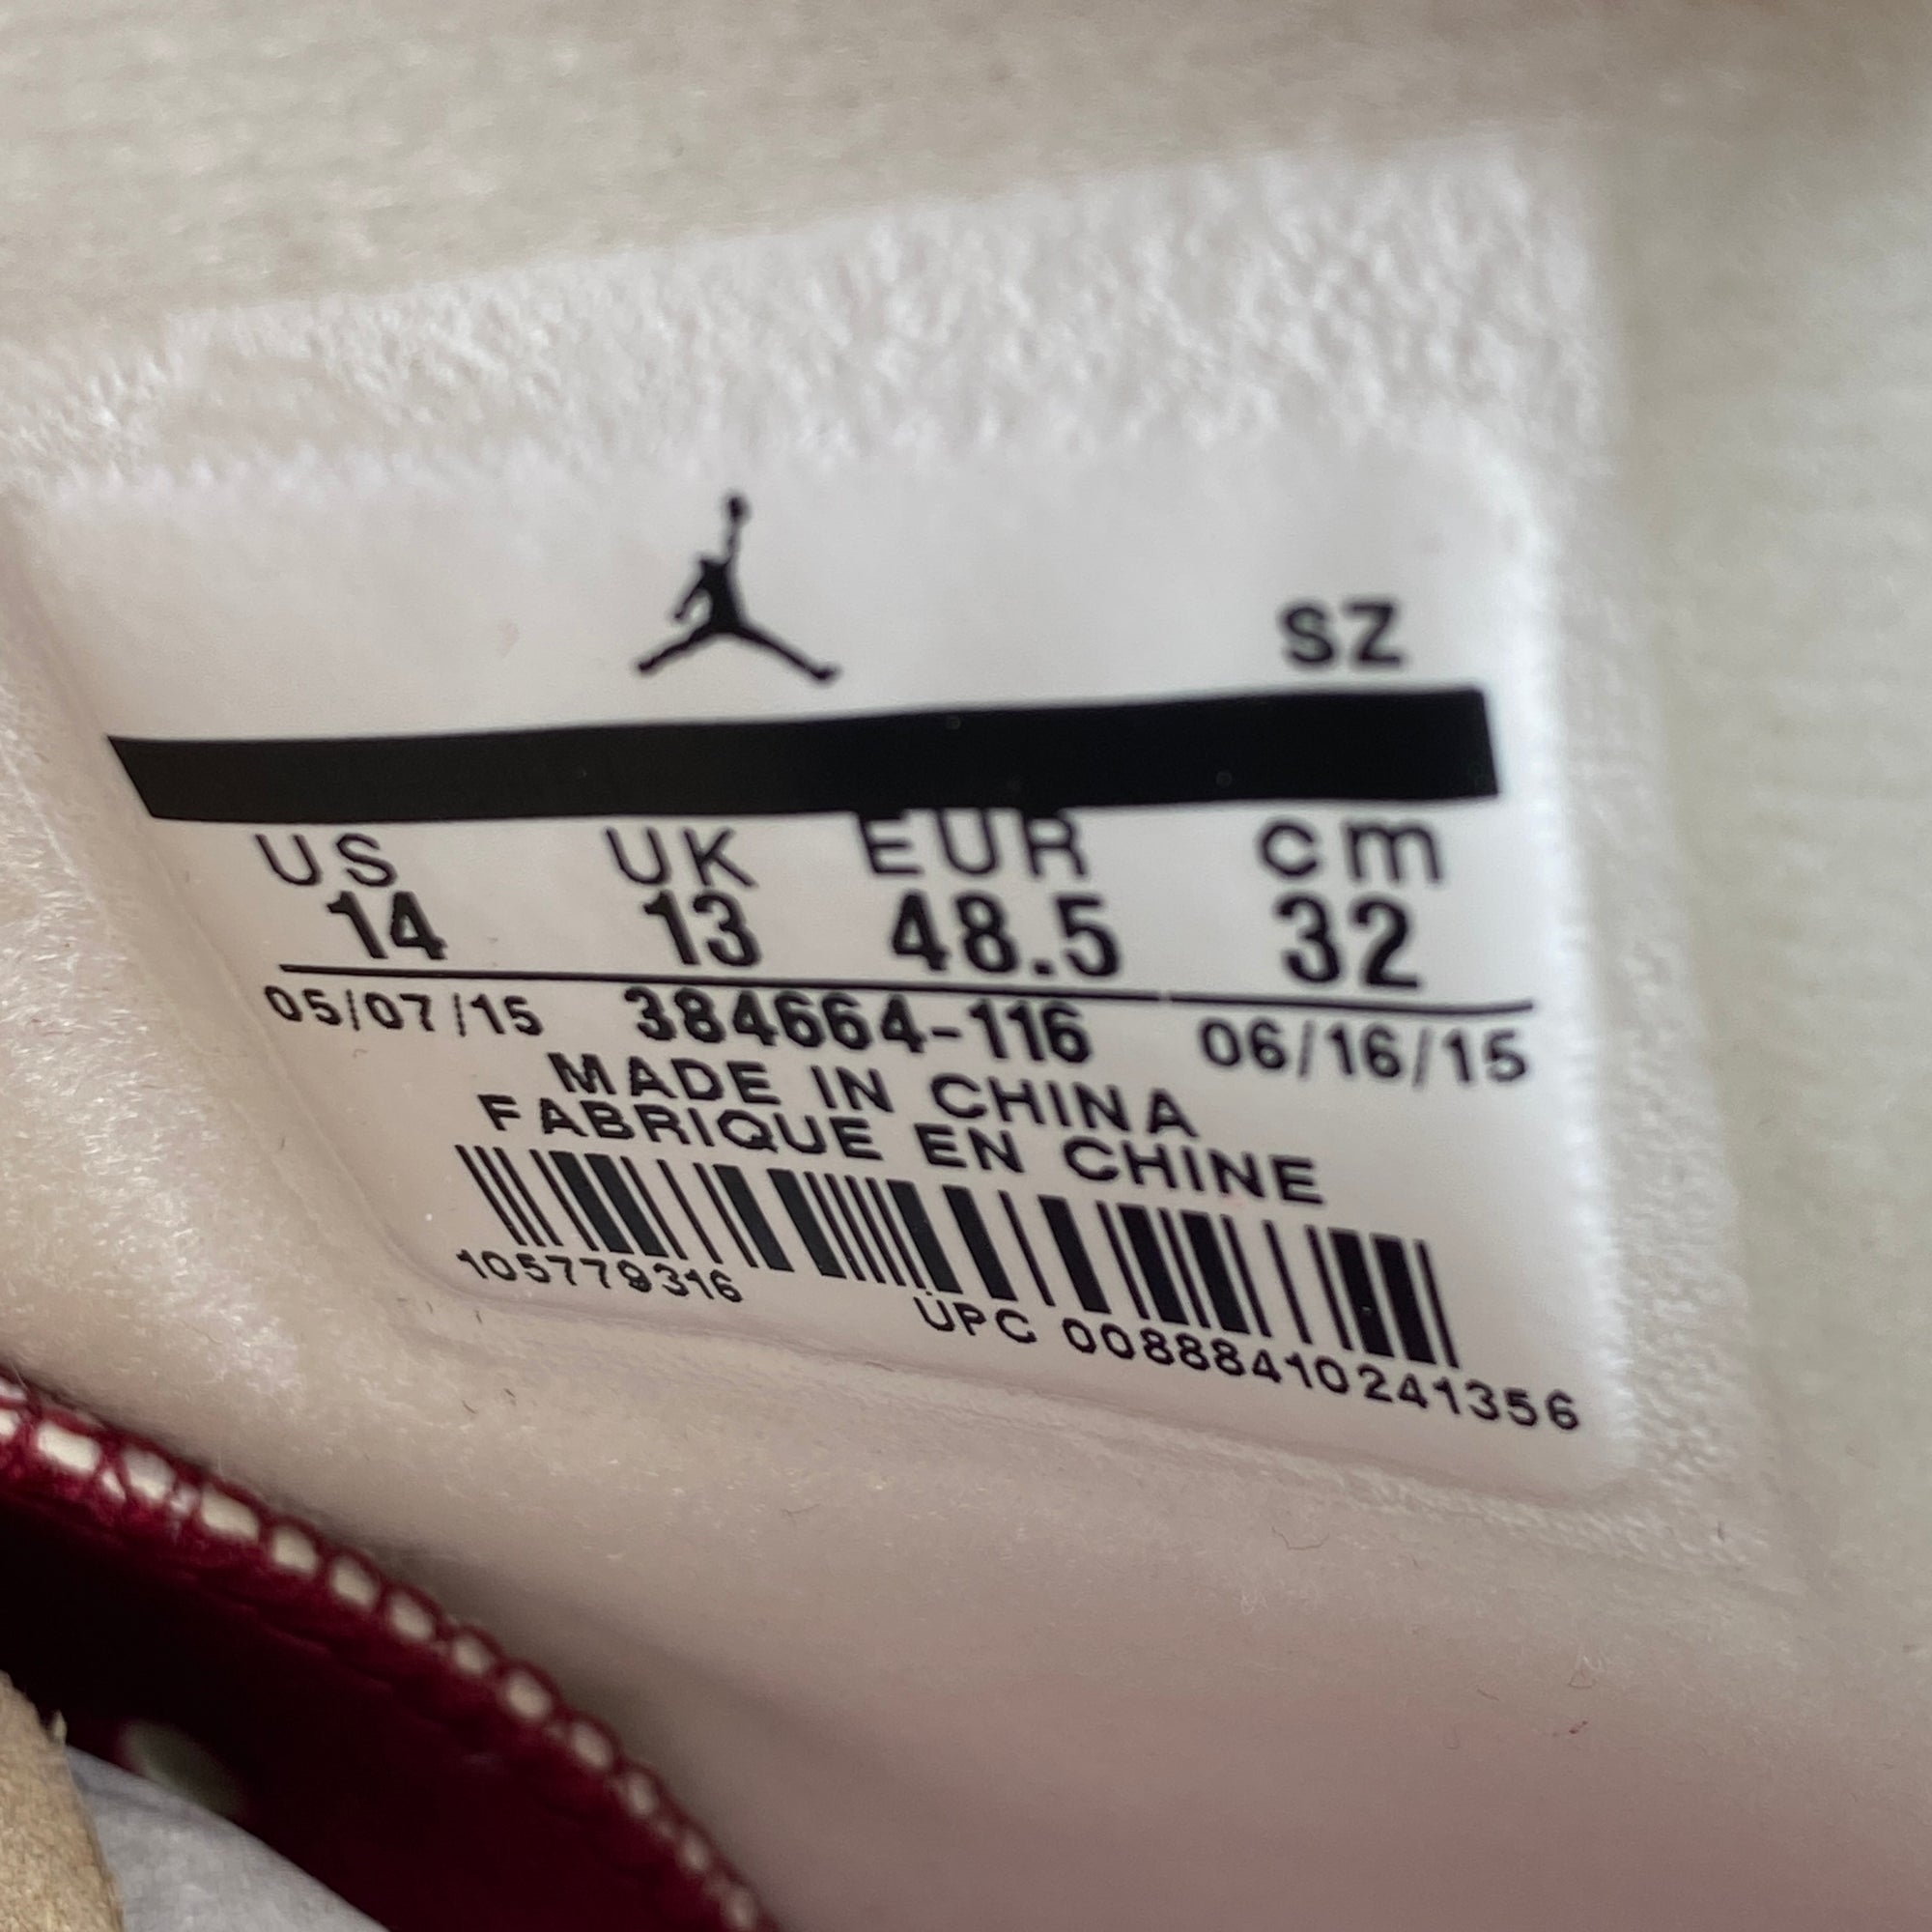 SZ
US UK EUR cm
14 13 48.5 32
05/07/15 384664-116 06/16/15
MADE IN CHINA
FABRIQUE EN CHINE
105779316 UPC 00888410241356